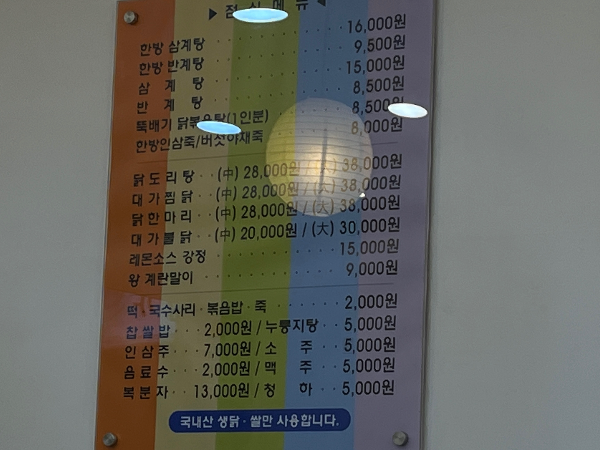 ▶ 점 심 메 뉴 ◀
한방 삼계탕 16,000원
한방 반계탕 9,500원
삼 계 탕 15,000원
반 계 탕 8,500원
뚝배기 닭볶음탕(1인분) 8,500원
한방인삼죽/버섯야채죽 8,000원
닭 도 리 탕 (中) 28,000원 / (大) 38,000원
대 가 찜 닭 (中) 28,000원 / (大) 38,000원
닭 한 마 리 (中) 28,000원 / (大) 38,000원
대 가 불 닭 (中) 20,000원 / (大) 30,000원
레몬소스 강정 15,000원
왕 계란말이 9,000원
떡 · 국수사리 · 볶음밥 · 죽 2,000원
찹 쌀 밥 2,000원 / 누룽지탕 5,000원
인 삼 주 7,000원 / 소 주 5,000원
음 료 수 2,000원 / 맥 주 5,000원
복 분 자 13,000원 / 청 하 5,000원
국내산 생닭 · 쌀만 사용합니다.